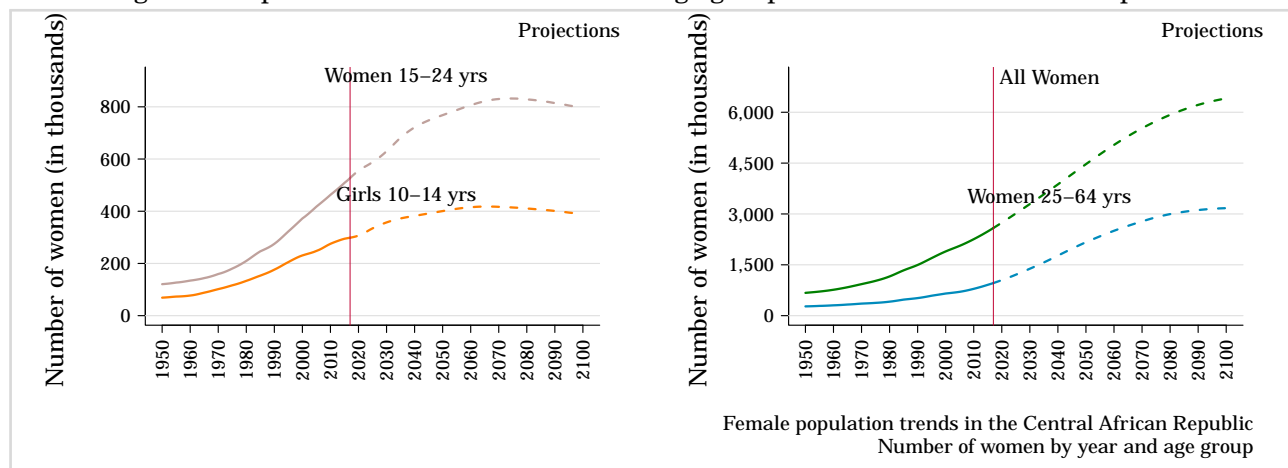 Projections
Women 15–24 yrs
Girls 10–14 yrs
Number of women (in thousands)
800
600
400
200
0
1950 1960 1970 1980 1990 2000 2010 2020 2030 2040 2050 2060 2070 2080 2090 2100
Projections
All Women
Women 25–64 yrs
Number of women (in thousands)
6,000
4,500
3,000
1,500
0
1950 1960 1970 1980 1990 2000 2010 2020 2030 2040 2050 2060 2070 2080 2090 2100
Female population trends in the Central African Republic
Number of women by year and age group